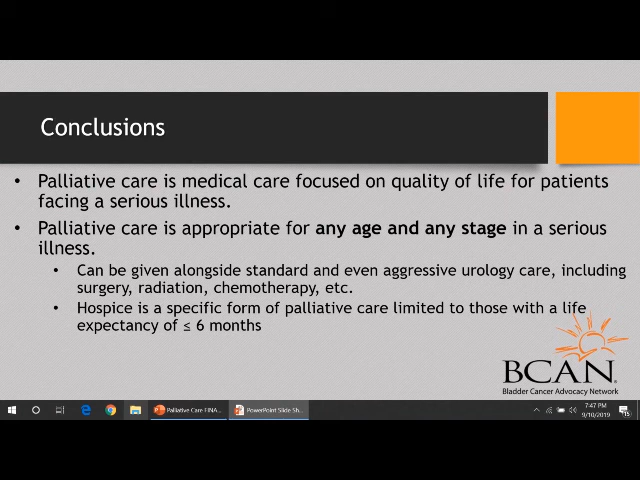 Conclusions
• Palliative care is medical care focused on quality of life for patients
facing a serious illness.
• Palliative care is appropriate for any age and any stage in a serious
illness.
• Can be given alongside standard and even aggressive urology care, including
surgery, radiation, chemotherapy, etc.
• Hospice is a specific form of palliative care limited to those with a life
expectancy of ≤ 6 months
BCAN
Bladder Cancer Advocacy Network
Palliative Care FINA...
PowerPoint Slide Sh...
7:47 PM
9/10/2019